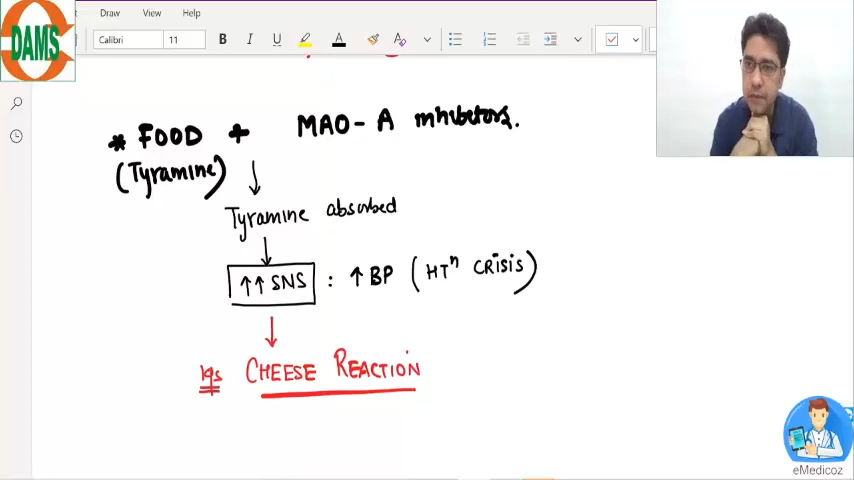 DAMS
Draw View Help
Calibri 11 B I U A
* FOOD + MAO-A inhibitors.
(Tyramine)
↓
Tyramine absorbed
↓
↑↑ SNS : ↑ BP (HTⁿ CRISIS)
↓
CHEESE REACTION
eMedicoz